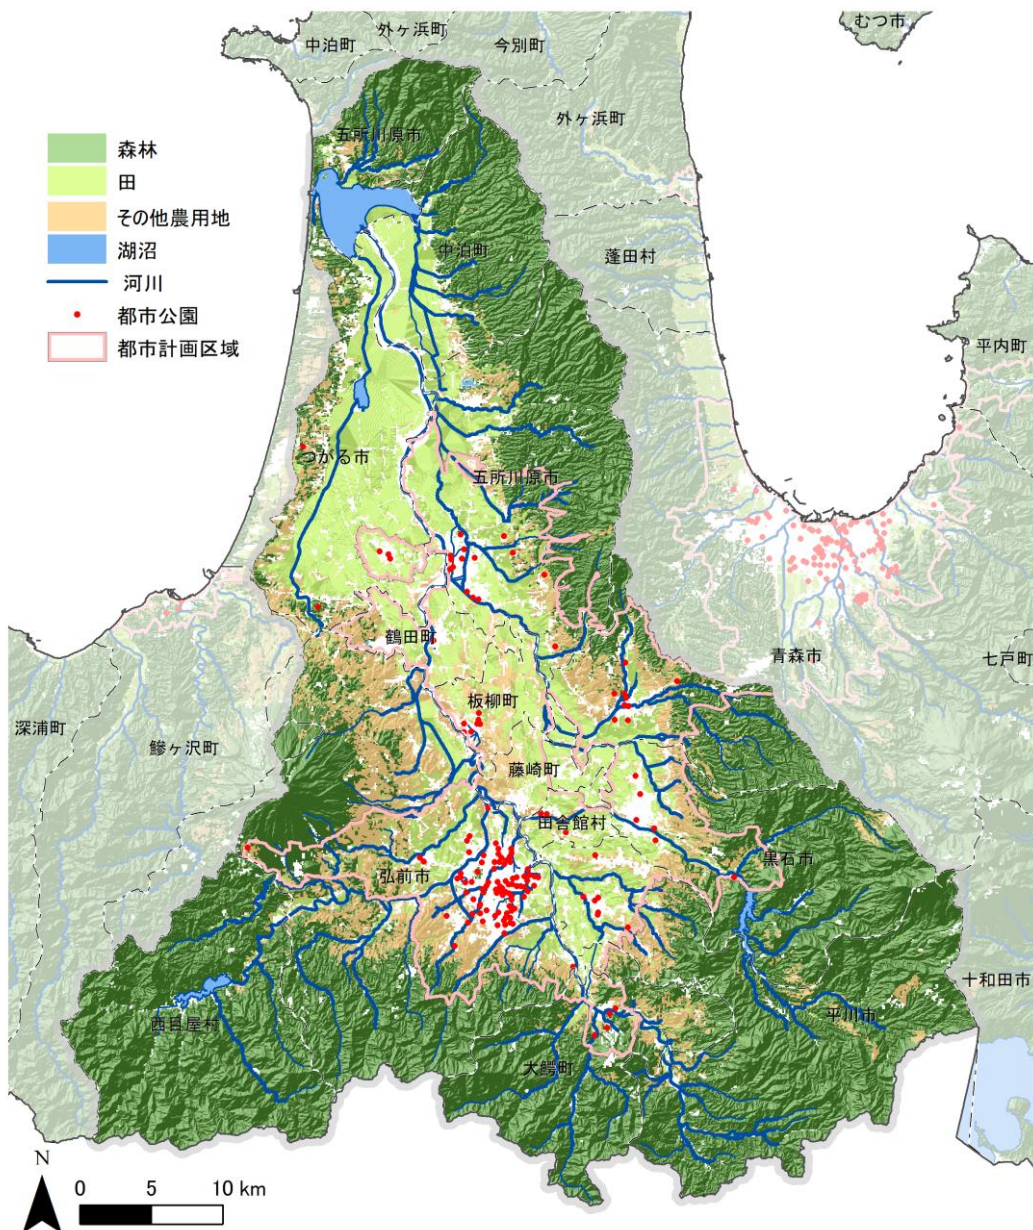 外ヶ浜町
むつ市
中泊町
今別町
外ヶ浜町
五所川原市
森林
田
その他農用地
湖沼
河川
都市公園
都市計画区域
中泊町
蓬田村
平内町
つがる市
五所川原市
鶴田町
青森市
七戸町
板柳町
深浦町
鰺ヶ沢町
藤崎町
田舎館村
黒石市
弘前市
十和田市
西目屋村
平川市
大鰐町
N
0 5 10 km